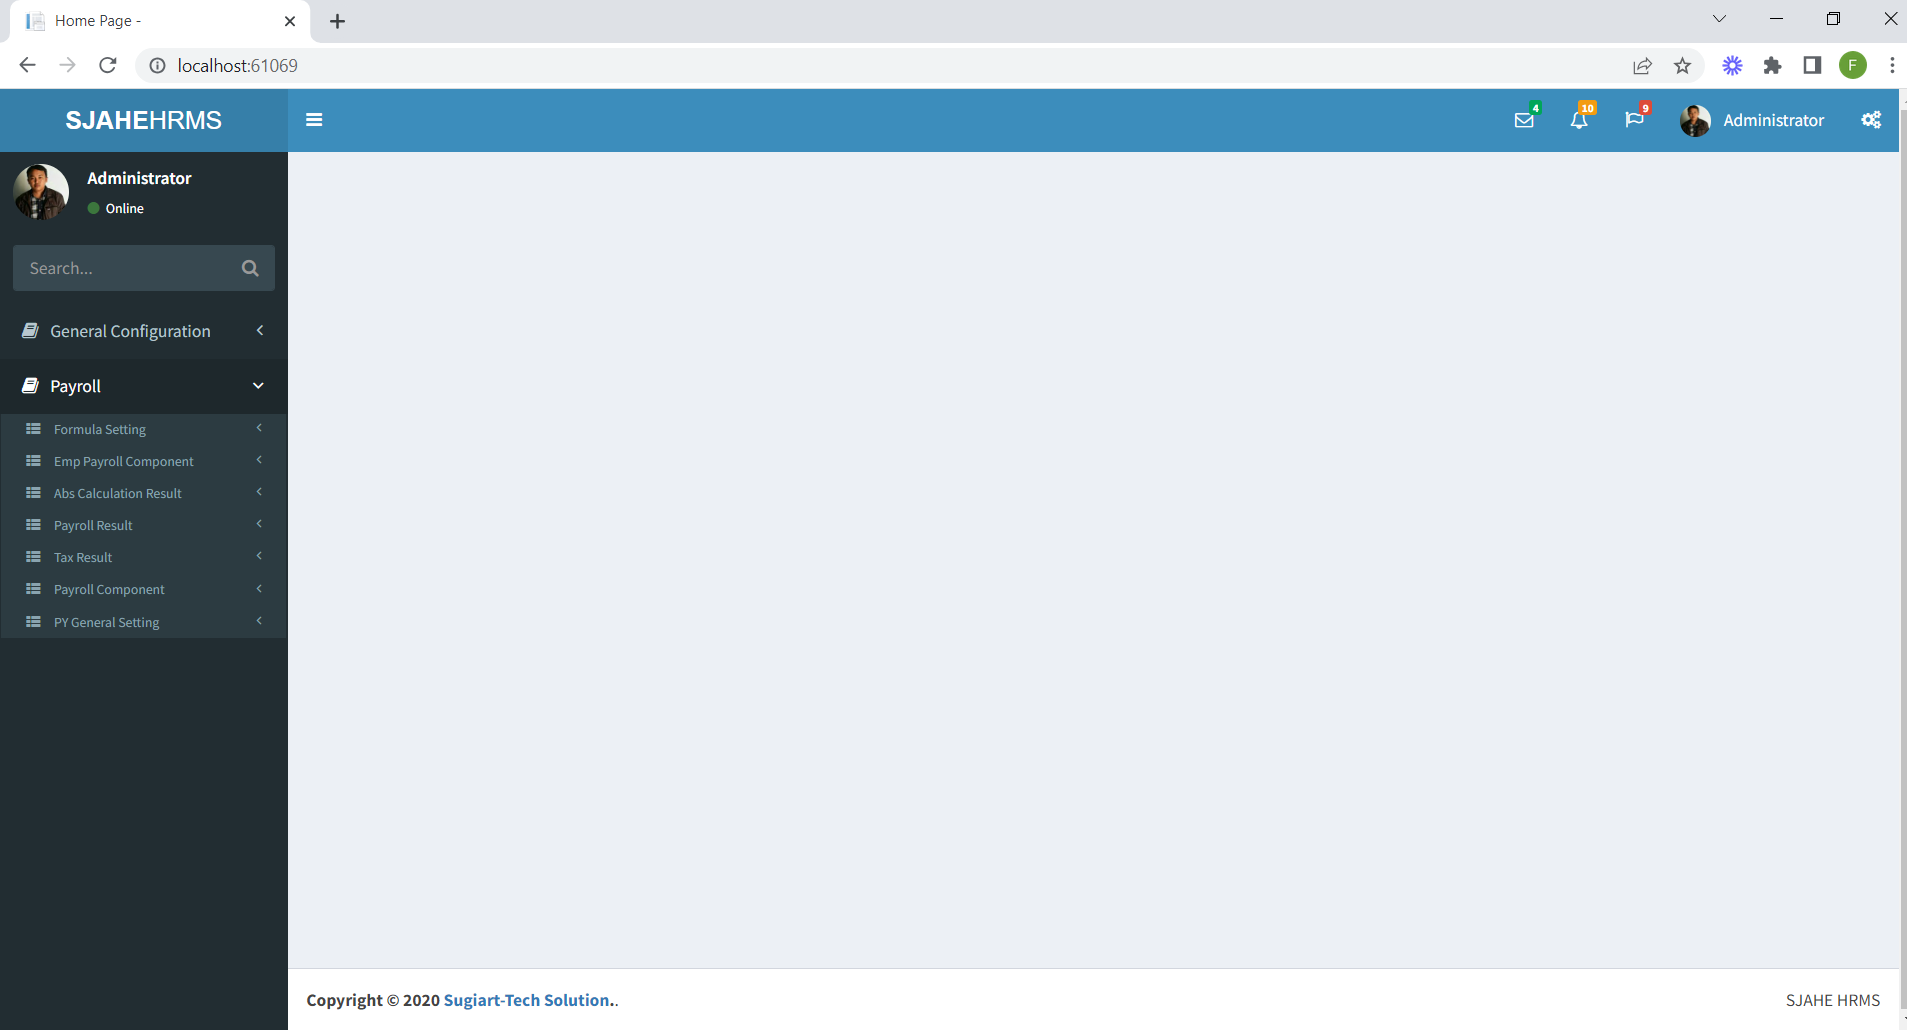 Home Page -
localhost:61069
F
SJAHEHRMS
4
10
9
Administrator
Administrator
Online
Search...
General Configuration
Payroll
Formula Setting
Emp Payroll Component
Abs Calculation Result
Payroll Result
Tax Result
Payroll Component
PY General Setting
Copyright © 2020 Sugiart-Tech Solution..
SJAHE HRMS